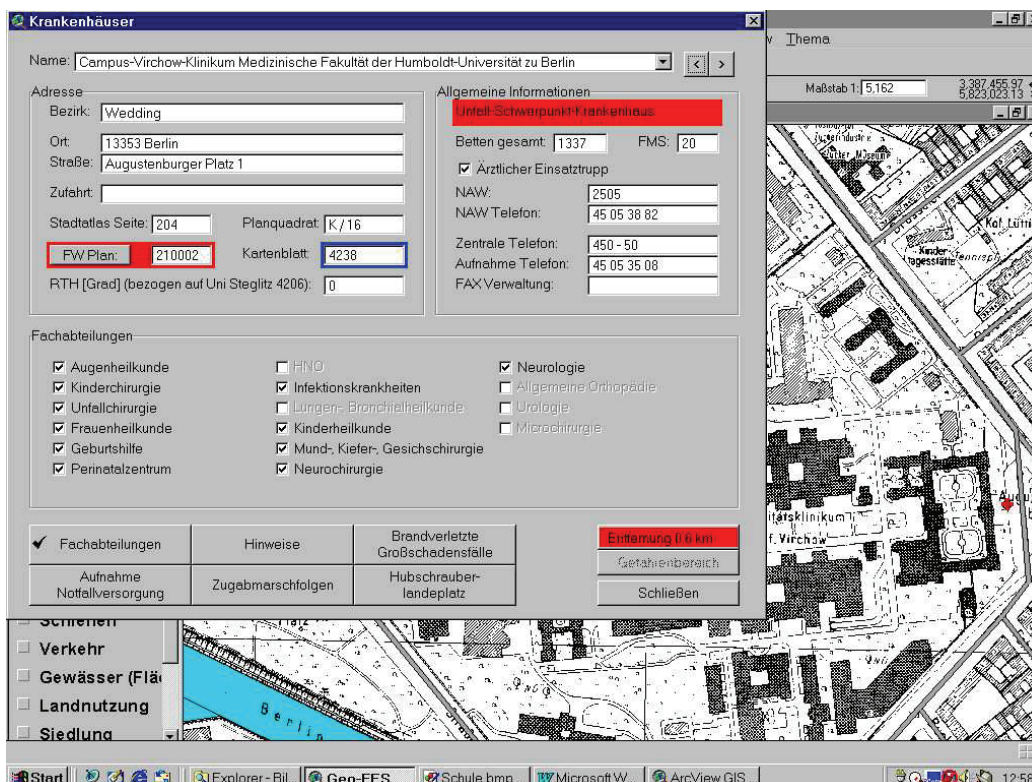 Krankenhäuser
Thema
Name: Campus-Virchow-Klinikum Medizinische Fakultät der Humboldt-Universität zu Berlin
< >
Maßstab 1: 5,162
3.387,455.97
5,823,023.13
Adresse
Bezirk: Wedding
Ort: 13353 Berlin
Straße: Augustenburger Platz 1
Zufahrt:
Stadtatlas Seite: 204 Planquadrat: K / 16
FW Plan: 210002 Kartenblatt: 4238
RTH [Grad] (bezogen auf Uni Steglitz 4206): 0
Allgemeine Informationen
Unfall-Schwerpunkt-Krankenhaus
Betten gesamt: 1337 FMS: 20
Ärztlicher Einsatztrupp
NAW: 2505
NAW Telefon: 45 05 38 82
Zentrale Telefon: 450 - 50
Aufnahme Telefon: 45 05 35 08
FAX Verwaltung:
Fachabteilungen
Augenheilkunde
Kinderchirurgie
Unfallchirurgie
Frauenheilkunde
Geburtshilfe
Perinatalzentrum
HNO
Infektionskrankheiten
Lungen- Bronchialheilkunde
Kinderheilkunde
Mund-, Kiefer-, Gesichschirurgie
Neurochirurgie
Neurologie
Allgemeine Orthopädie
Urologie
Microchirurgie
Fachabteilungen
Hinweise
Brandverletzte
Großschadensfälle
Aufnahme
Notfallversorgung
Zugabmarschfolgen
Hubschrauber-
landeplatz
Entfernung 0.6 km
Gefahrenbereich
Schließen
Kinder-
tagesstätte
itätsklinikum
f. Virchow
Augu
Schienen
Verkehr
Gewässer (Flä
Landnutzung
Siedlung
Berlin
Start
Explorer - Bil...
Geo-FES
Schule.bmp...
Microsoft W...
ArcView GIS...